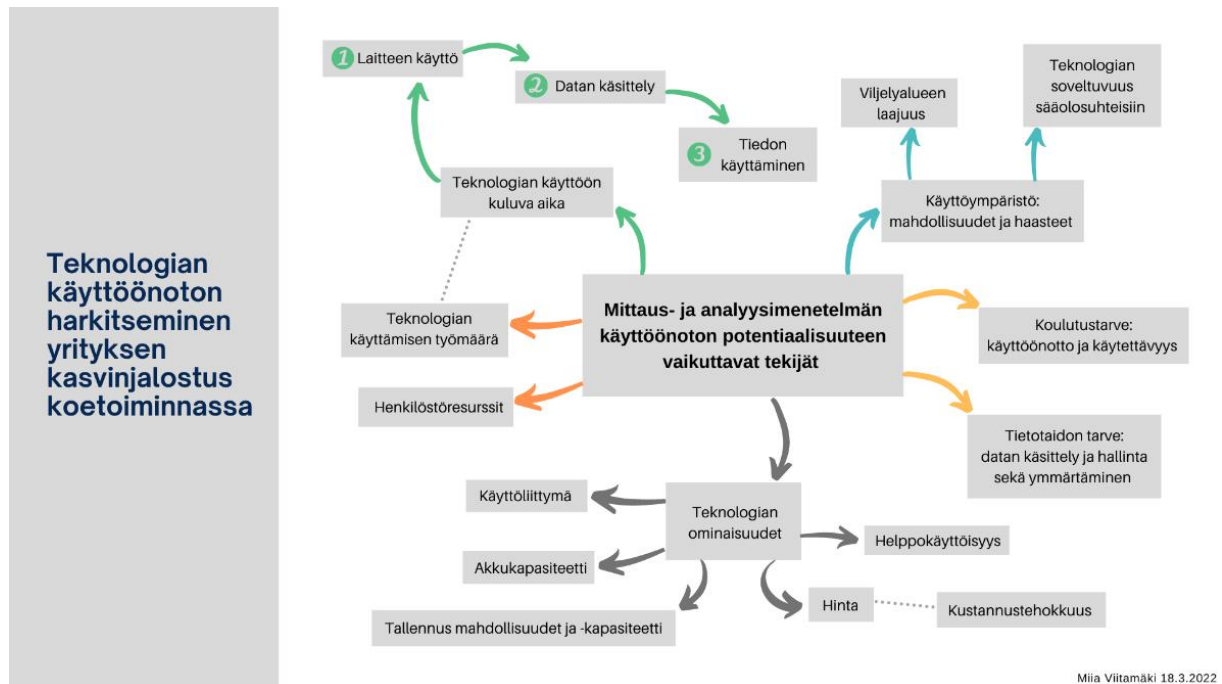 Teknologian
käyttöönoton
harkitseminen
yrityksen
kasvinjalostus
koetoiminnassa
1 Laitteen käyttö
2 Datan käsittely
3 Tiedon
käyttäminen
Teknologian käyttöön
kuluva aika
Viljelyalueen
laajuus
Teknologian
soveltuvuus
sääolosuhteisiin
Käyttöympäristö:
mahdollisuudet ja haasteet
Mittaus- ja analyysimenetelmän
käyttöönoton potentiaalisuuteen
vaikuttavat tekijät
Teknologian
käyttämisen työmäärä
Henkilöstöresurssit
Koulutustarve:
käyttöönotto ja käytettävyys
Tietotaidon tarve:
datan käsittely ja hallinta
sekä ymmärtäminen
Teknologian
ominaisuudet
Käyttöliittymä
Akkukapasiteetti
Tallennus mahdollisuudet ja -kapasiteetti
Helppokäyttöisyys
Hinta
Kustannustehokkuus
Miia Viitamäki 18.3.2022